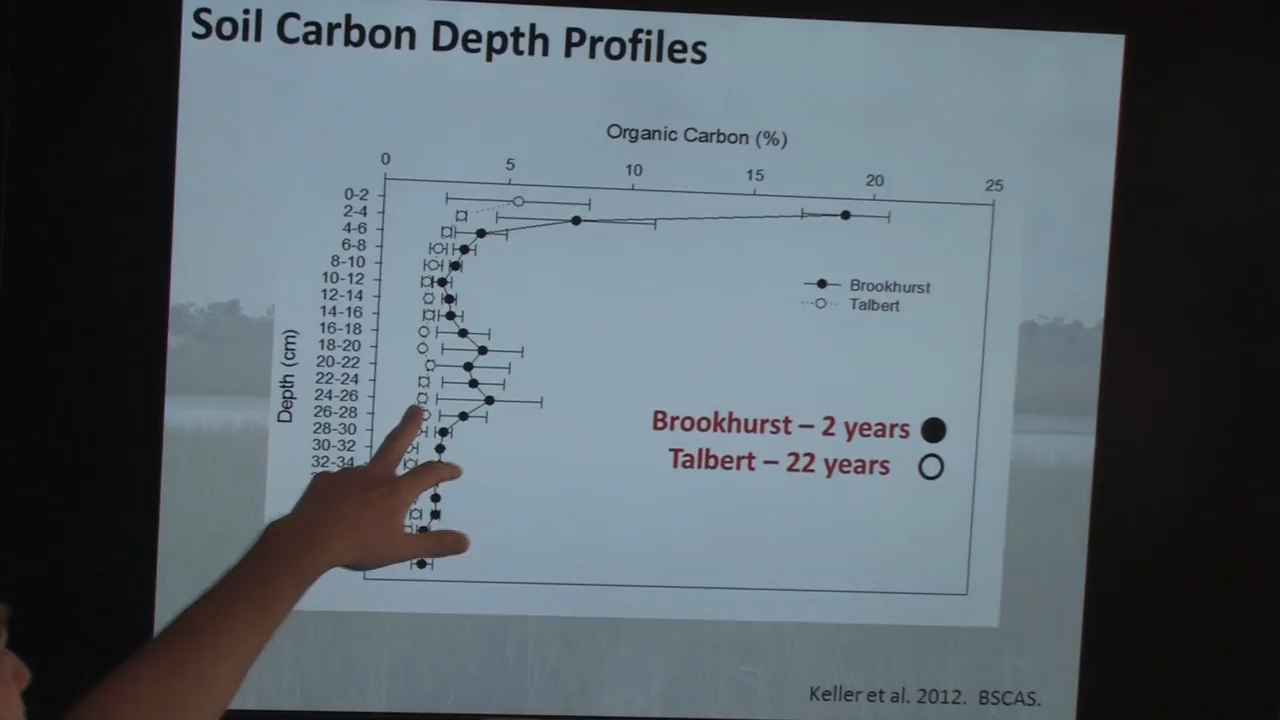 Soil Carbon Depth Profiles
Organic Carbon (%)
0 5 10 15 20 25
Depth (cm)
0-2
2-4
4-6
6-8
8-10
10-12
12-14
14-16
16-18
18-20
20-22
22-24
24-26
26-28
28-30
30-32
32-34
Brookhurst
Talbert
Brookhurst – 2 years
Talbert – 22 years
Keller et al. 2012. BSCAS.